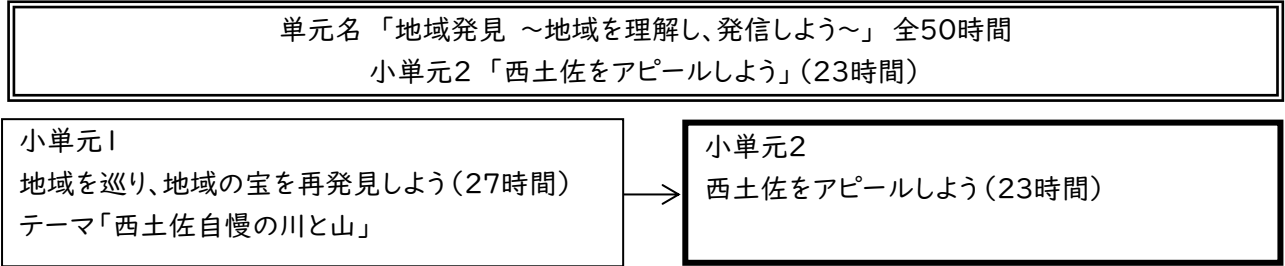 単元名 「地域発見 ~地域を理解し、発信しよう~」 全50時間
小単元2 「西土佐をアピールしよう」(23時間)
小単元1
地域を巡り、地域の宝を再発見しよう(27時間)
テーマ「西土佐自慢の川と山」
小単元2
西土佐をアピールしよう(23時間)